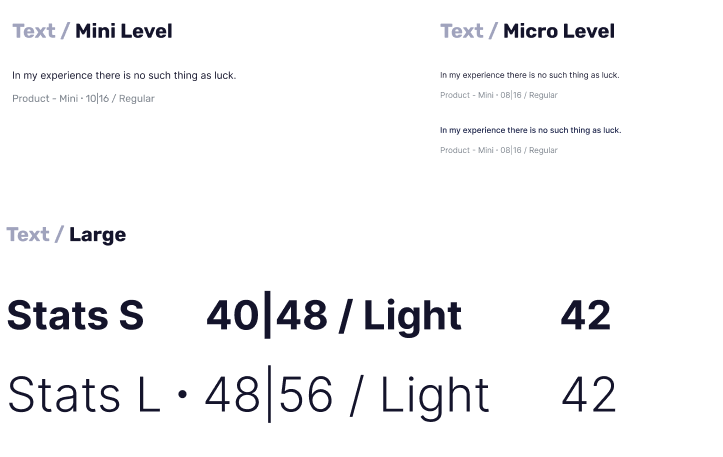 Text / Mini Level
In my experience there is no such thing as luck.
Product - Mini • 10|16 / Regular
Text / Micro Level
In my experience there is no such thing as luck.
Product - Mini • 08|16 / Regular
In my experience there is no such thing as luck.
Product - Mini • 08|16 / Regular
Text / Large
Stats S 40|48 / Light 42
Stats L • 48|56 / Light 42